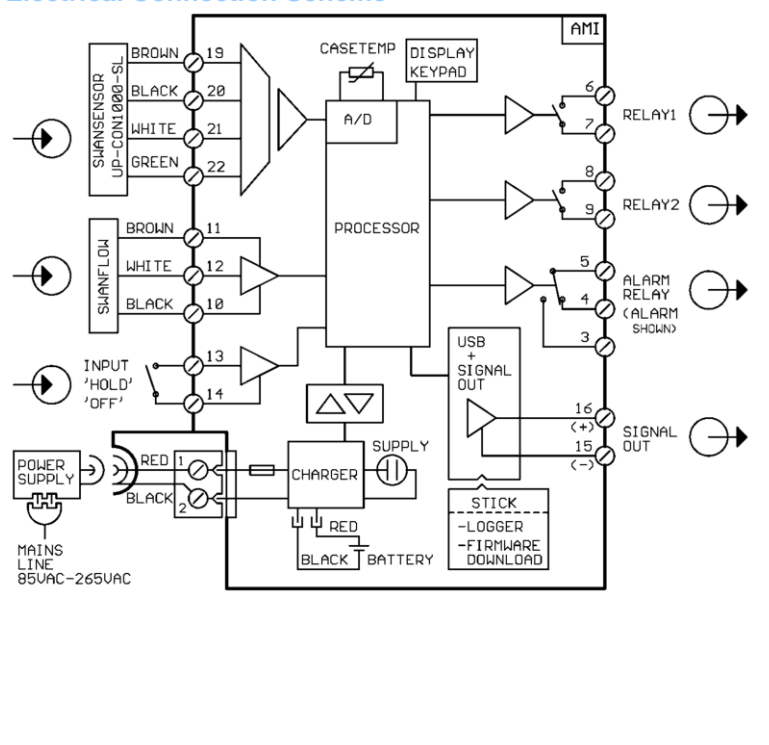 Electrical Connection Scheme
AMI
SWANSENSOR
UP-CON1000-SL
BROWN 19
BLACK 20
WHITE 21
GREEN 22
CASETEMP
DISPLAY
KEYPAD
A/D
PROCESSOR
6
7
RELAY1
8
9
RELAY2
5
4
3
ALARM
RELAY
(ALARM
SHOWN)
SWANFLOW
BROWN 11
WHITE 12
BLACK 10
INPUT
'HOLD'
'OFF'
13
14
USB
+
SIGNAL
OUT
16
(+)
15
(-)
SIGNAL
OUT
POWER
SUPPLY
RED 1
BLACK 2
CHARGER
SUPPLY
RED
BLACK
BATTERY
MAINS
LINE
85VAC-265VAC
STICK
-LOGGER
-FIRMWARE
DOWNLOAD